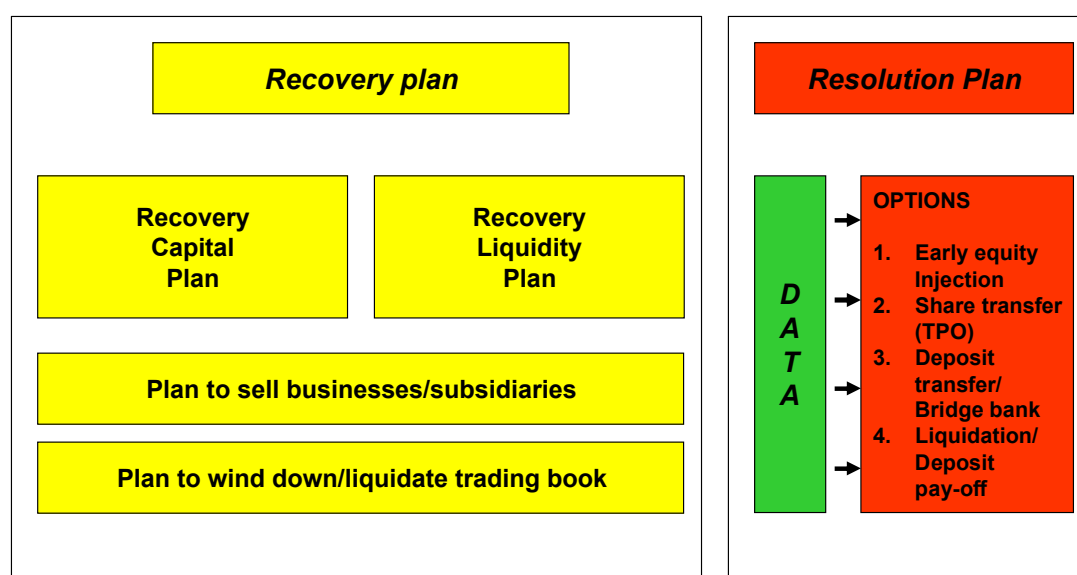 Recovery plan
Recovery
Capital
Plan
Recovery
Liquidity
Plan
Plan to sell businesses/subsidiaries
Plan to wind down/liquidate trading book
Resolution Plan
D
A
T
A
OPTIONS
1. Early equity
Injection
2. Share transfer
(TPO)
3. Deposit
transfer/
Bridge bank
4. Liquidation/
Deposit
pay-off